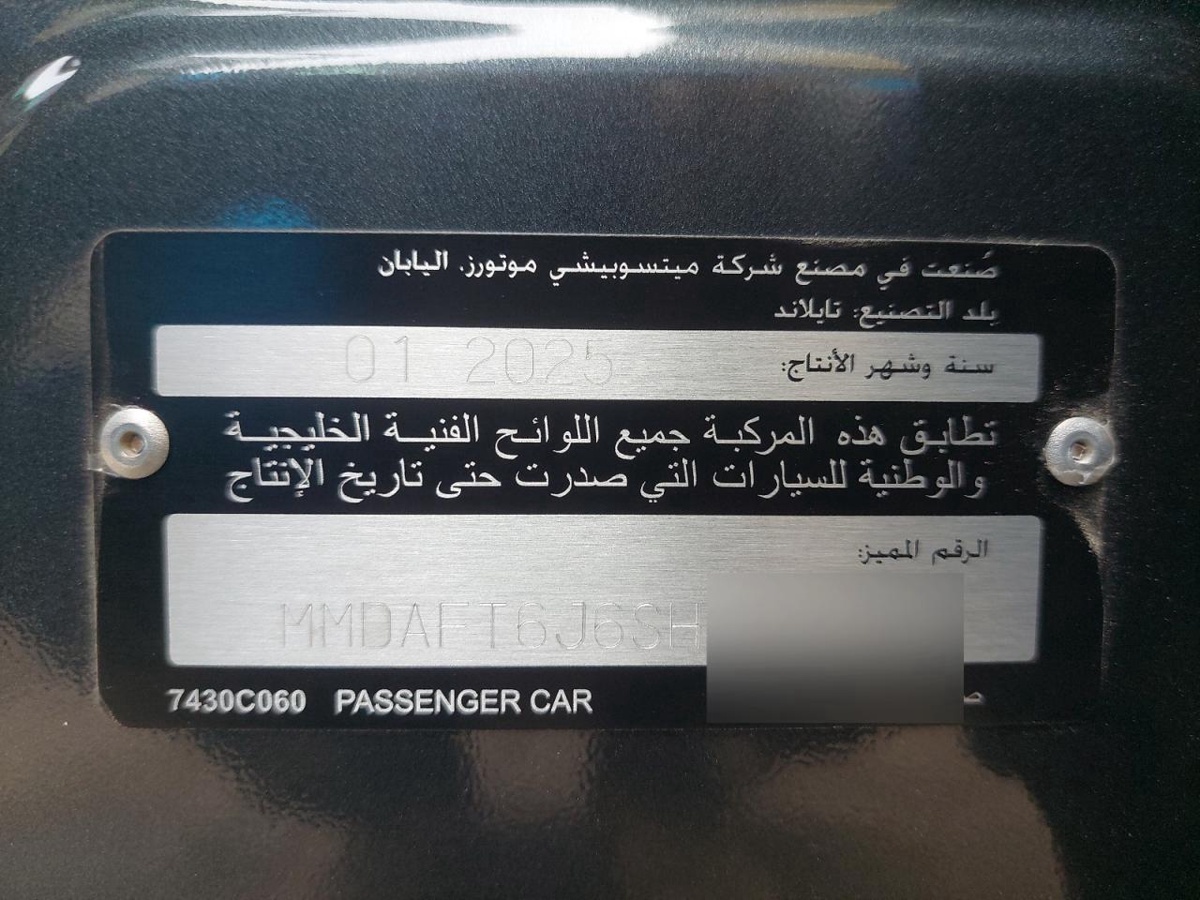 صُنعت في مصنع شركة ميتسوبيشي موتورز، اليابان
بلد التصنيع: تايلاند
سنة وشهر الأنتاج: 01 2025
تطابق هذه المركبة جميع اللوائح الفنية الخليجية
والوطنية للسيارات التي صدرت حتى تاريخ الإنتاج
الرقم المميز:
MMDAFT6J6SH
7430C060 PASSENGER CAR